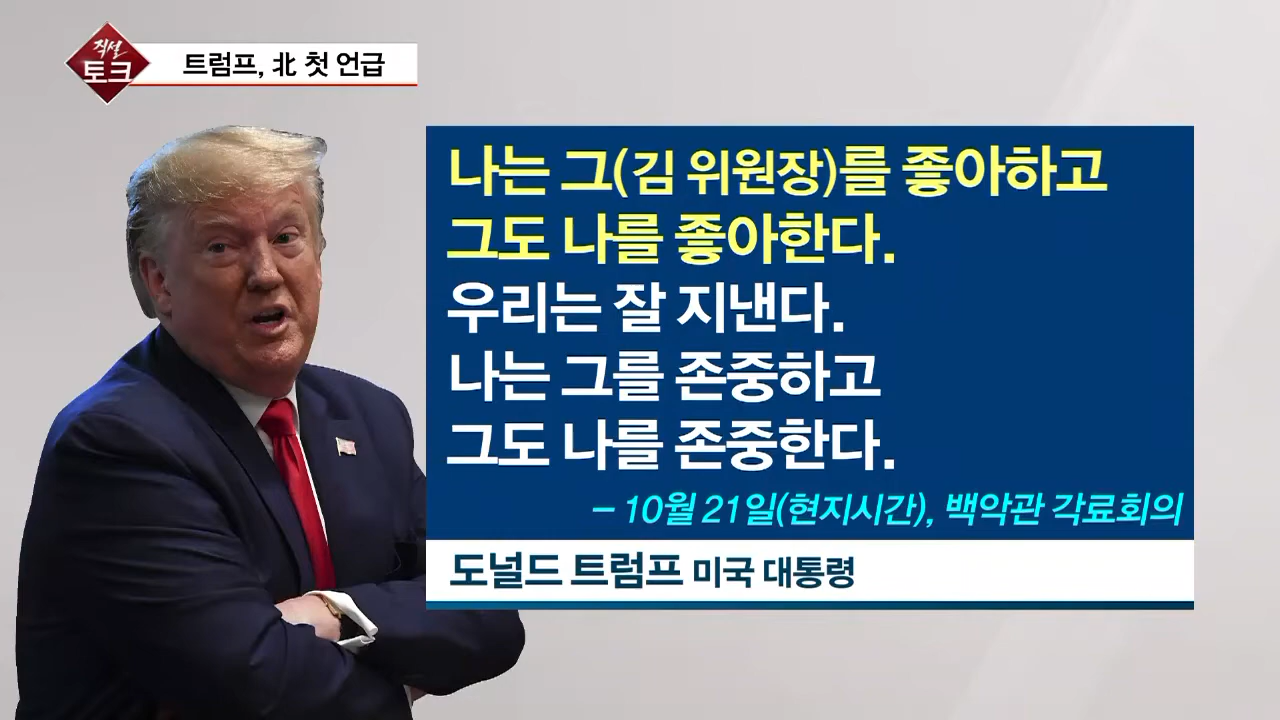 직설
토크
트럼프, 北 첫 언급
나는 그(김 위원장)를 좋아하고
그도 나를 좋아한다.
우리는 잘 지낸다.
나는 그를 존중하고
그도 나를 존중한다.
– 10월 21일(현지시간), 백악관 각료회의
도널드 트럼프 미국 대통령